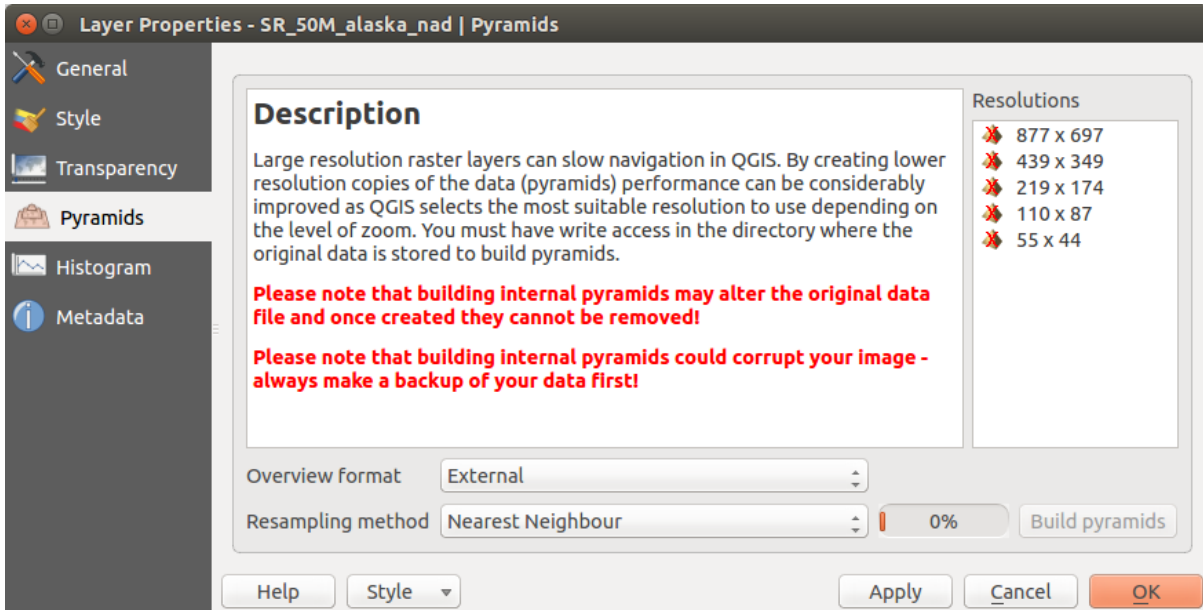 Layer Properties - SR_50M_alaska_nad | Pyramids
General
Style
Transparency
Pyramids
Histogram
Metadata
Description
Large resolution raster layers can slow navigation in QGIS. By creating lower
resolution copies of the data (pyramids) performance can be considerably
improved as QGIS selects the most suitable resolution to use depending on
the level of zoom. You must have write access in the directory where the
original data is stored to build pyramids.
Please note that building internal pyramids may alter the original data
file and once created they cannot be removed!
Please note that building internal pyramids could corrupt your image -
always make a backup of your data first!
Resolutions
877 x 697
439 x 349
219 x 174
110 x 87
55 x 44
Overview format External
Resampling method Nearest Neighbour 0% Build pyramids
Help Style Apply Cancel OK